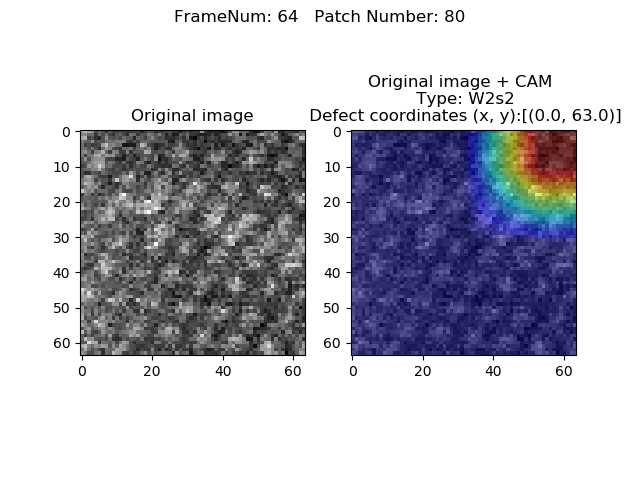 FrameNum: 64   Patch Number: 80
Original image
Original image + CAM
Type: W2s2
Defect coordinates (x, y):[(0.0, 63.0)]
0
10
20
30
40
50
60
0 20 40 60
0
10
20
30
40
50
60
0 20 40 60